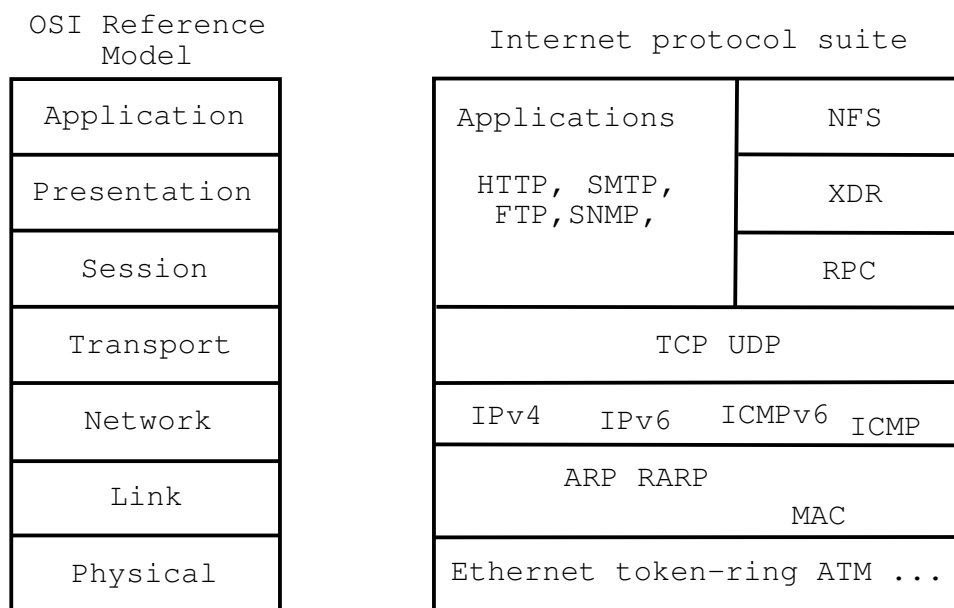 OSI Reference
Model
Application
Presentation
Session
Transport
Network
Link
Physical
Internet protocol suite
Applications
HTTP, SMTP,
FTP,SNMP,
NFS
XDR
RPC
TCP UDP
IPv4 IPv6 ICMPv6 ICMP
ARP RARP
MAC
Ethernet token-ring ATM ...